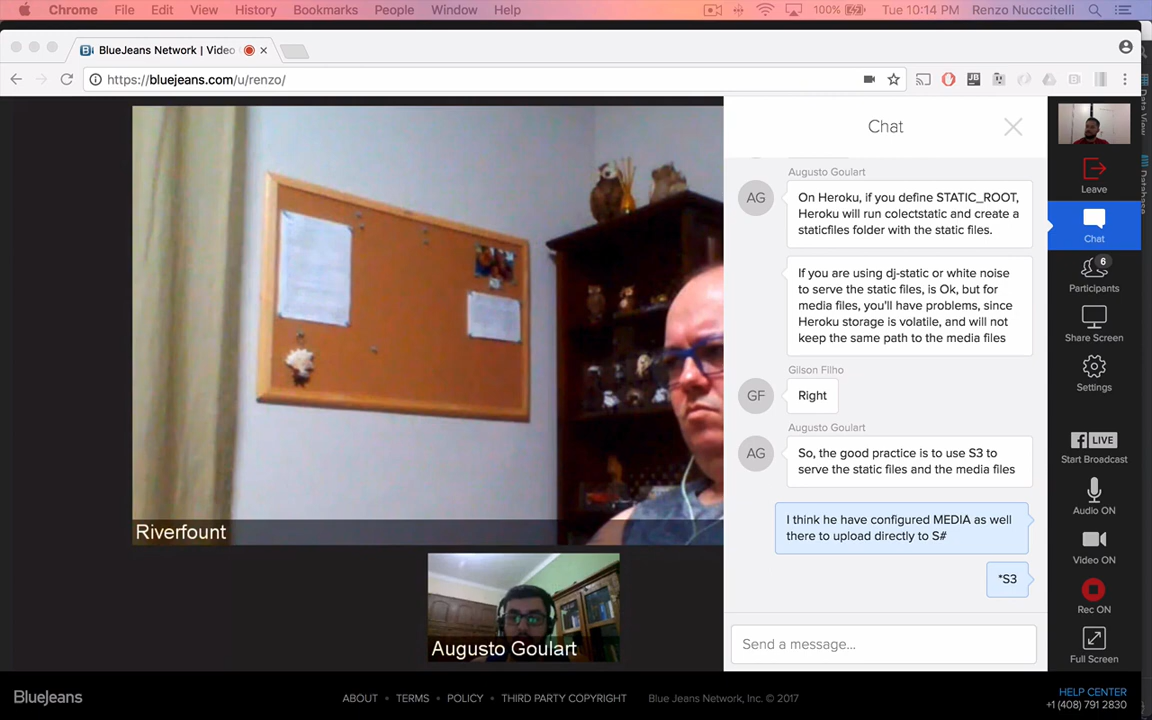 Chrome File Edit View History Bookmarks People Window Help 100% Tue 10:14 PM Renzo Nucccitelli
BlueJeans Network | Video
https://bluejeans.com/u/renzo/
Chat
Augusto Goulart
AG
On Heroku, if you define STATIC_ROOT,
Heroku will run colectstatic and create a
staticfiles folder with the static files.
If you are using dj-static or white noise
to serve the static files, is Ok, but for
media files, you'll have problems, since
Heroku storage is volatile, and will not
keep the same path to the media files
Gilson Filho
GF
Right
Augusto Goulart
AG
So, the good practice is to use S3 to
serve the static files and the media files
I think he have configured MEDIA as well
there to upload directly to S#
*S3
Send a message...
Leave
Chat
6
Participants
Share Screen
Settings
LIVE
Start Broadcast
Audio ON
Video ON
Rec ON
Full Screen
Data View
Database
Riverfount
Augusto Goulart
BlueJeans
ABOUT • TERMS • POLICY • THIRD PARTY COPYRIGHT Blue Jeans Network, Inc. © 2017
HELP CENTER
+1 (408) 791 2830